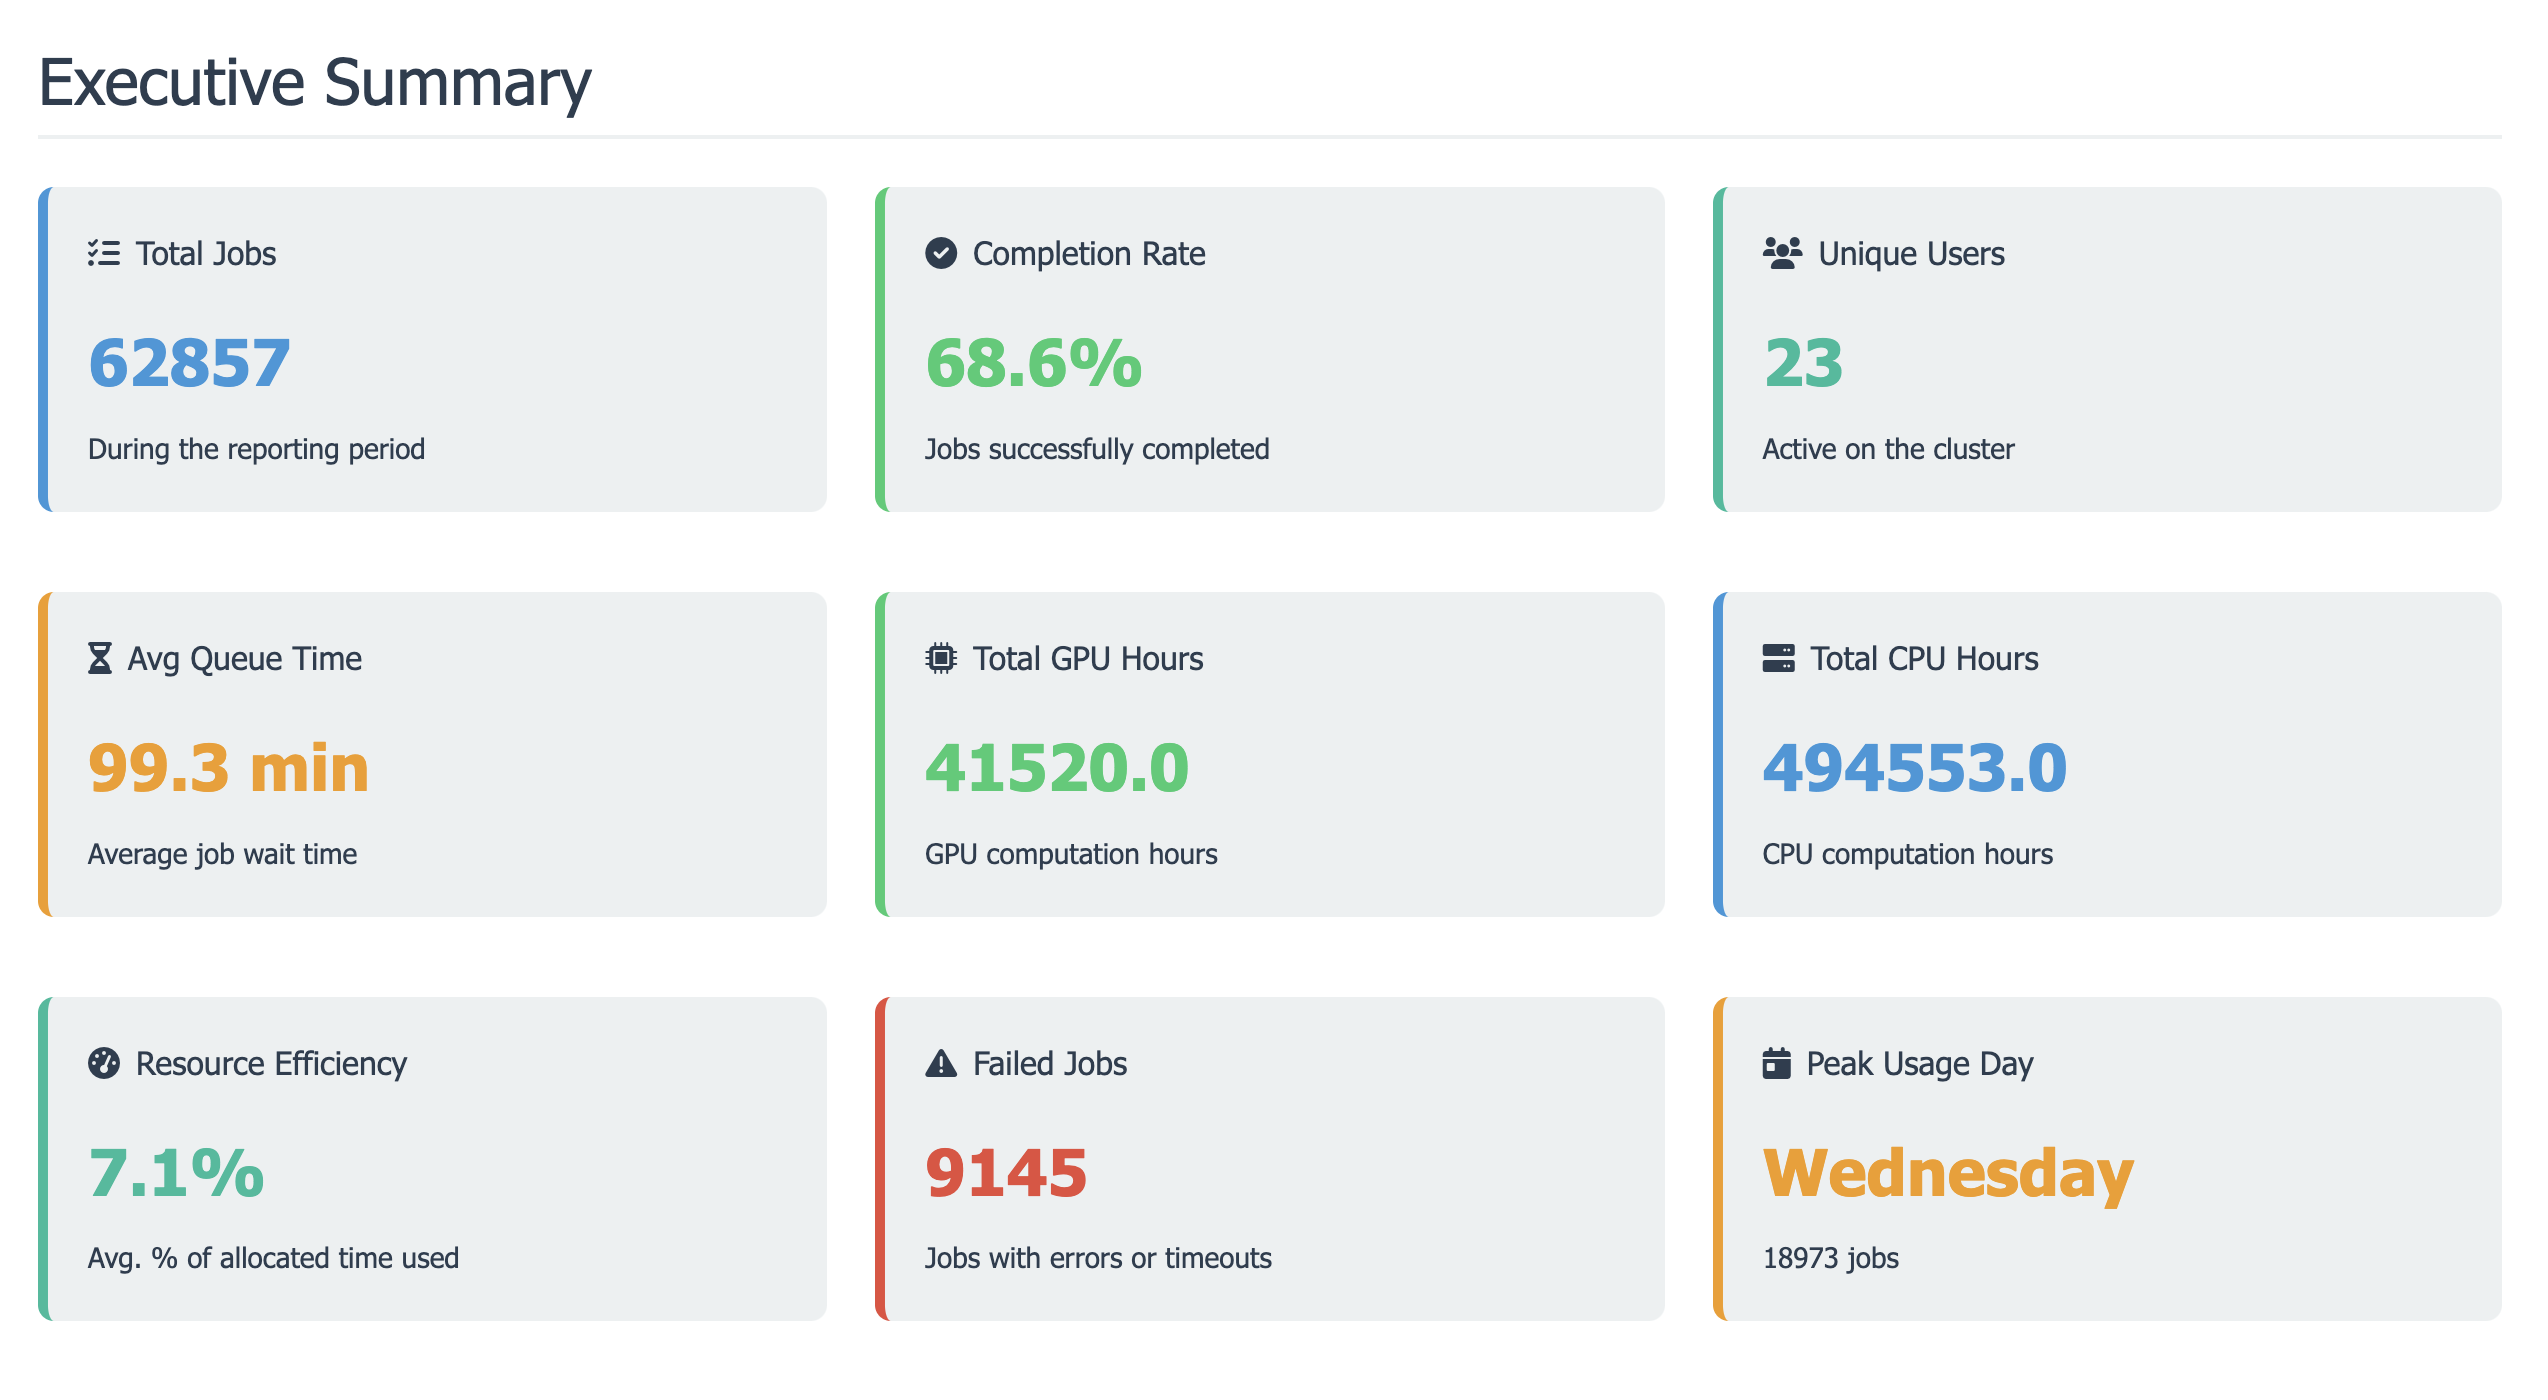 Executive Summary
Total Jobs
62857
During the reporting period
Completion Rate
68.6%
Jobs successfully completed
Unique Users
23
Active on the cluster
Avg Queue Time
99.3 min
Average job wait time
Total GPU Hours
41520.0
GPU computation hours
Total CPU Hours
494553.0
CPU computation hours
Resource Efficiency
7.1%
Avg. % of allocated time used
Failed Jobs
9145
Jobs with errors or timeouts
Peak Usage Day
Wednesday
18973 jobs